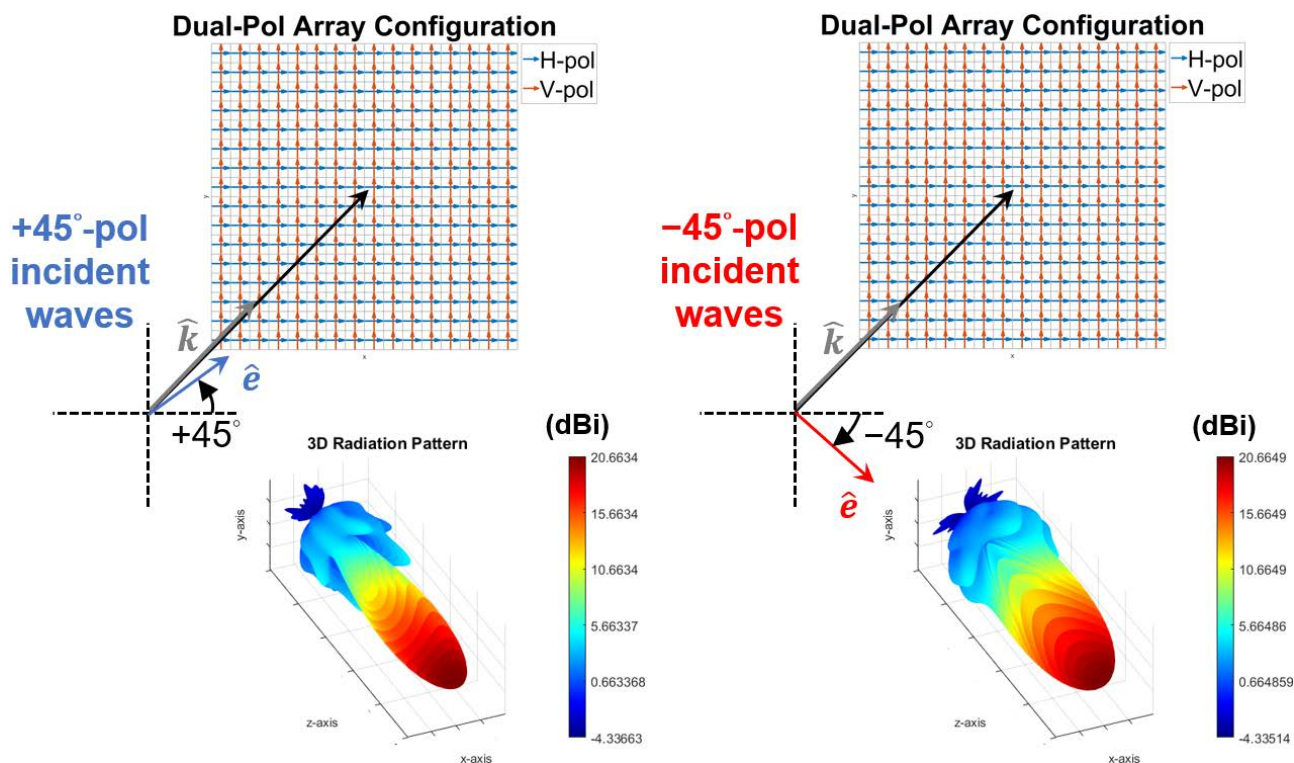 Dual-Pol Array Configuration
H-pol
V-pol
y
x
+45°-pol
incident
waves
k̂
ê
+45°
3D Radiation Pattern
(dBi)
20.6634
15.6634
10.6634
5.66337
0.663368
-4.33663
y-axis
z-axis
x-axis
Dual-Pol Array Configuration
H-pol
V-pol
y
x
−45°-pol
incident
waves
k̂
ê
−45°
3D Radiation Pattern
(dBi)
20.6649
15.6649
10.6649
5.66486
0.664859
-4.33514
y-axis
z-axis
x-axis